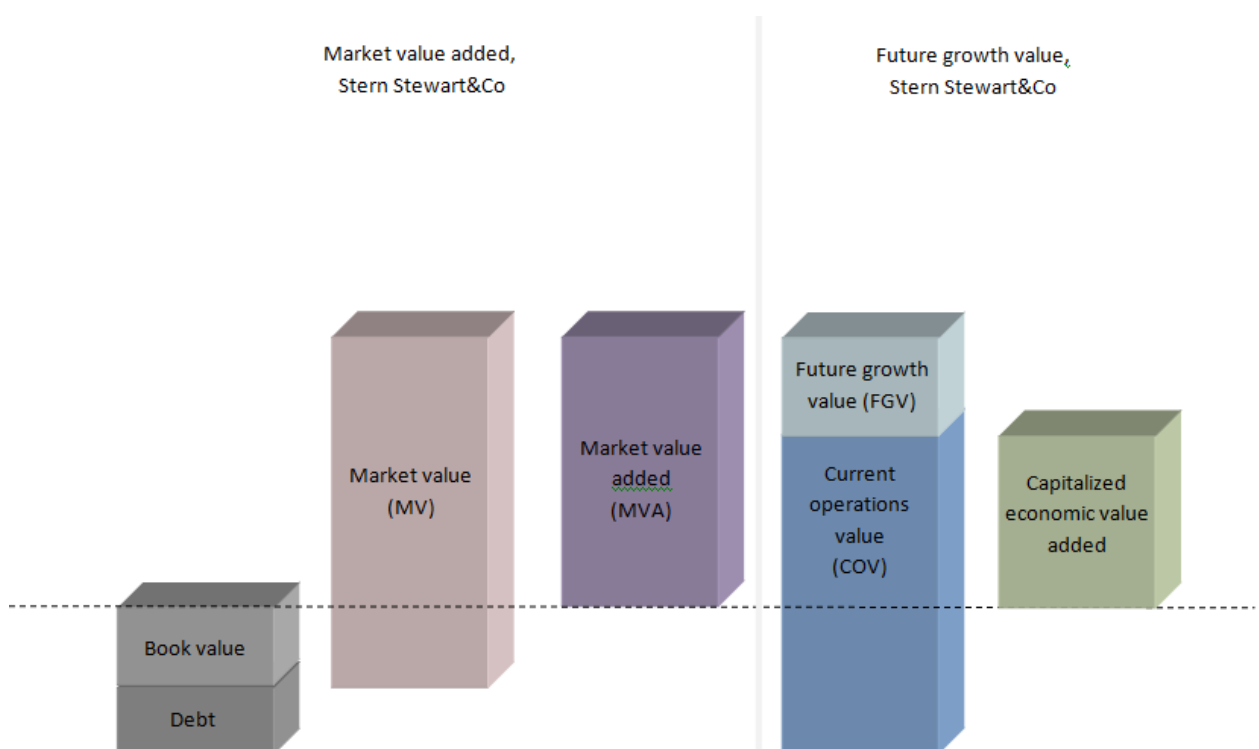 Market value added,
Stern Stewart&Co
Future growth value,
Stern Stewart&Co
Book value
Debt
Market value
(MV)
Market value
added
(MVA)
Future growth
value (FGV)
Current
operations
value
(COV)
Capitalized
economic value
added